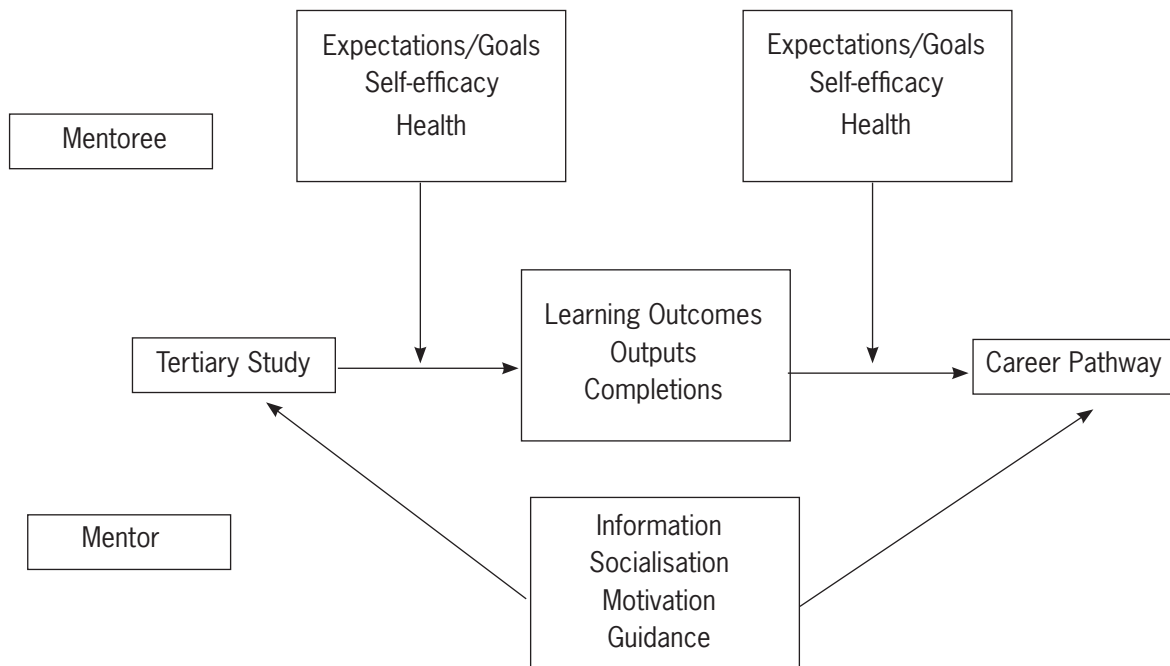 Expectations/Goals
Self-efficacy
Health
Expectations/Goals
Self-efficacy
Health
Mentoree
Learning Outcomes
Outputs
Completions
Tertiary Study
Career Pathway
Information
Socialisation
Motivation
Guidance
Mentor